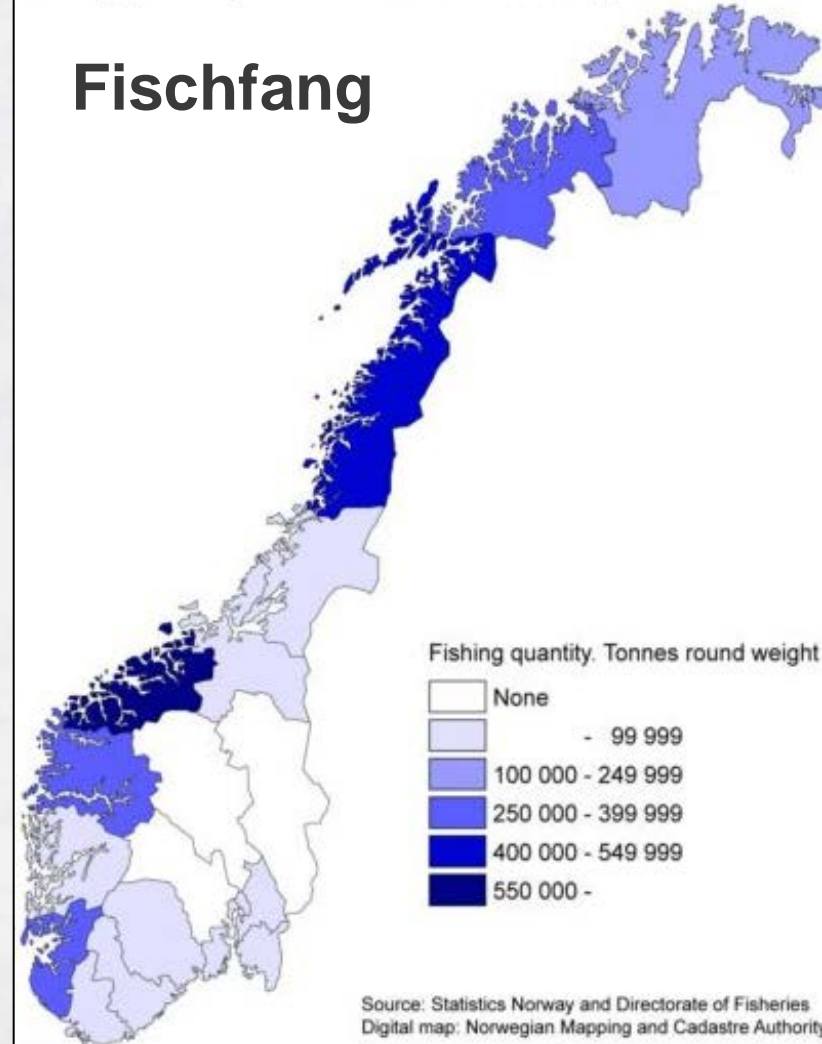 Fischfang
Fishing quantity. Tonnes round weight
None
- 99 999
100 000 - 249 999
250 000 - 399 999
400 000 - 549 999
550 000 -
Source: Statistics Norway and Directorate of Fisheries
Digital map: Norwegian Mapping and Cadastre Authority